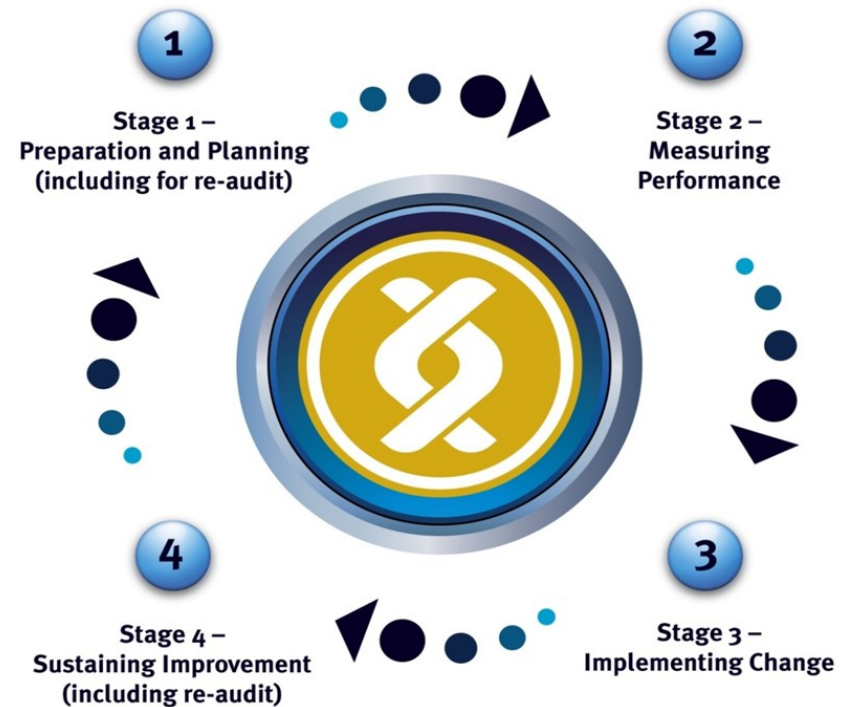 1
Stage 1 –
Preparation and Planning
(including for re-audit)
2
Stage 2 –
Measuring
Performance
4
Stage 4 –
Sustaining Improvement
(including re-audit)
3
Stage 3 –
Implementing Change